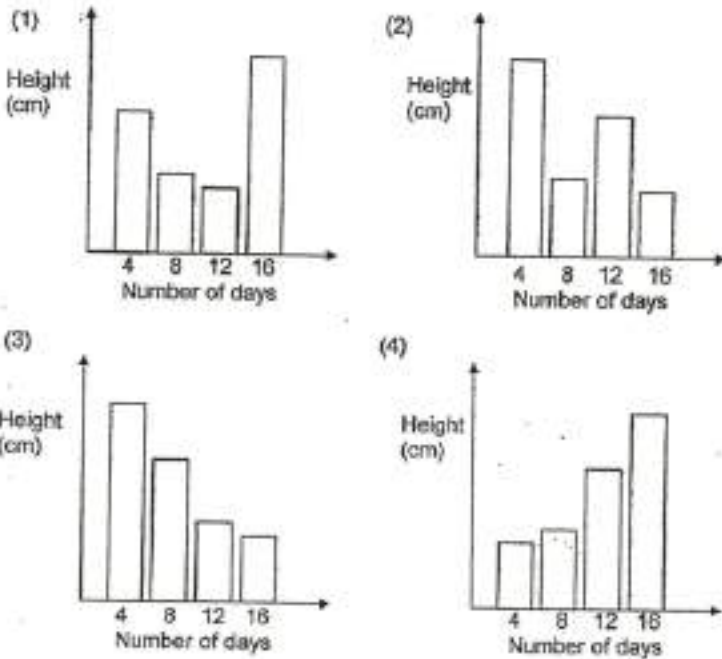 (1)
Height
(cm)
4 8 12 16
Number of days
(2)
Height
(cm)
4 8 12 16
Number of days
(3)
Height
(cm)
4 8 12 16
Number of days
(4)
Height
(cm)
4 8 12 16
Number of days